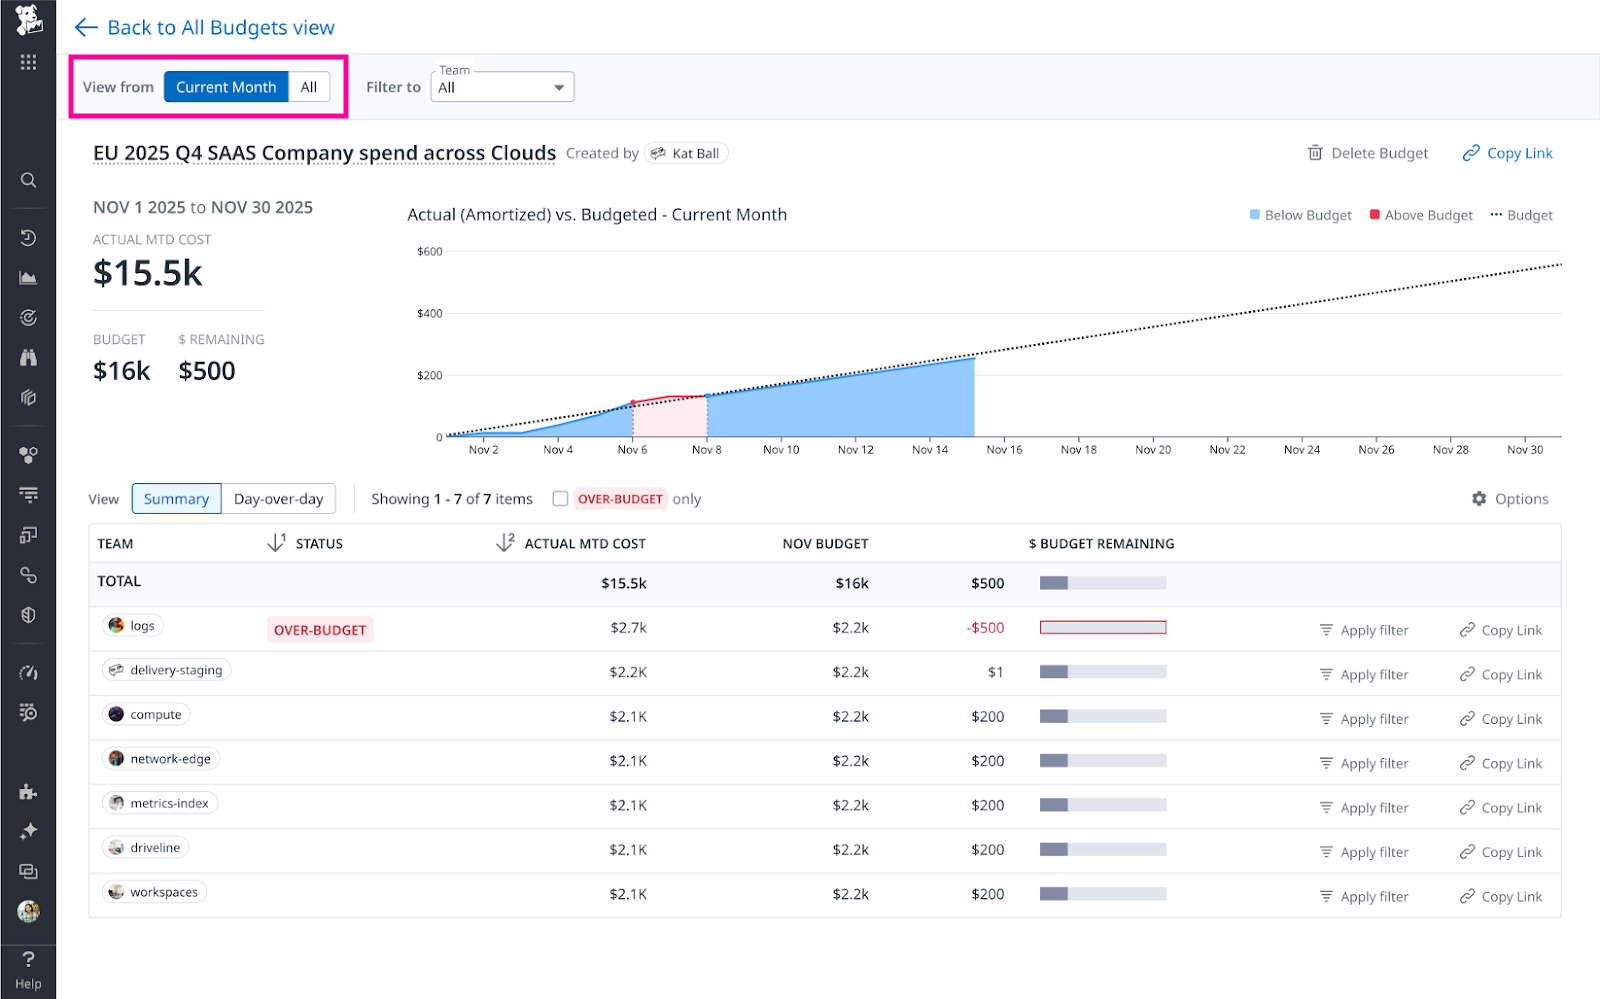 Back to All Budgets view
View from Current Month All Filter to Team All
EU 2025 Q4 SAAS Company spend across Clouds Created by Kat Ball Delete Budget Copy Link
NOV 1 2025 to NOV 30 2025
ACTUAL MTD COST
$15.5k
BUDGET $ REMAINING
$16k $500
Actual (Amortized) vs. Budgeted - Current Month Below Budget Above Budget Budget
$600
$400
$200
0
Nov 2 Nov 4 Nov 6 Nov 8 Nov 10 Nov 12 Nov 14 Nov 16 Nov 18 Nov 20 Nov 22 Nov 24 Nov 26 Nov 28 Nov 30
View Summary Day-over-day Showing 1 - 7 of 7 items OVER-BUDGET only Options
TEAM 1 STATUS 2 ACTUAL MTD COST NOV BUDGET $ BUDGET REMAINING
TOTAL $15.5k $16k $500
logs OVER-BUDGET $2.7k $2.2k -$500 Apply filter Copy Link
delivery-staging $2.2K $2.2k $1 Apply filter Copy Link
compute $2.1K $2.2k $200 Apply filter Copy Link
network-edge $2.1K $2.2k $200 Apply filter Copy Link
metrics-index $2.1K $2.2k $200 Apply filter Copy Link
driveline $2.1K $2.2k $200 Apply filter Copy Link
workspaces $2.1K $2.2k $200 Apply filter Copy Link
? Help